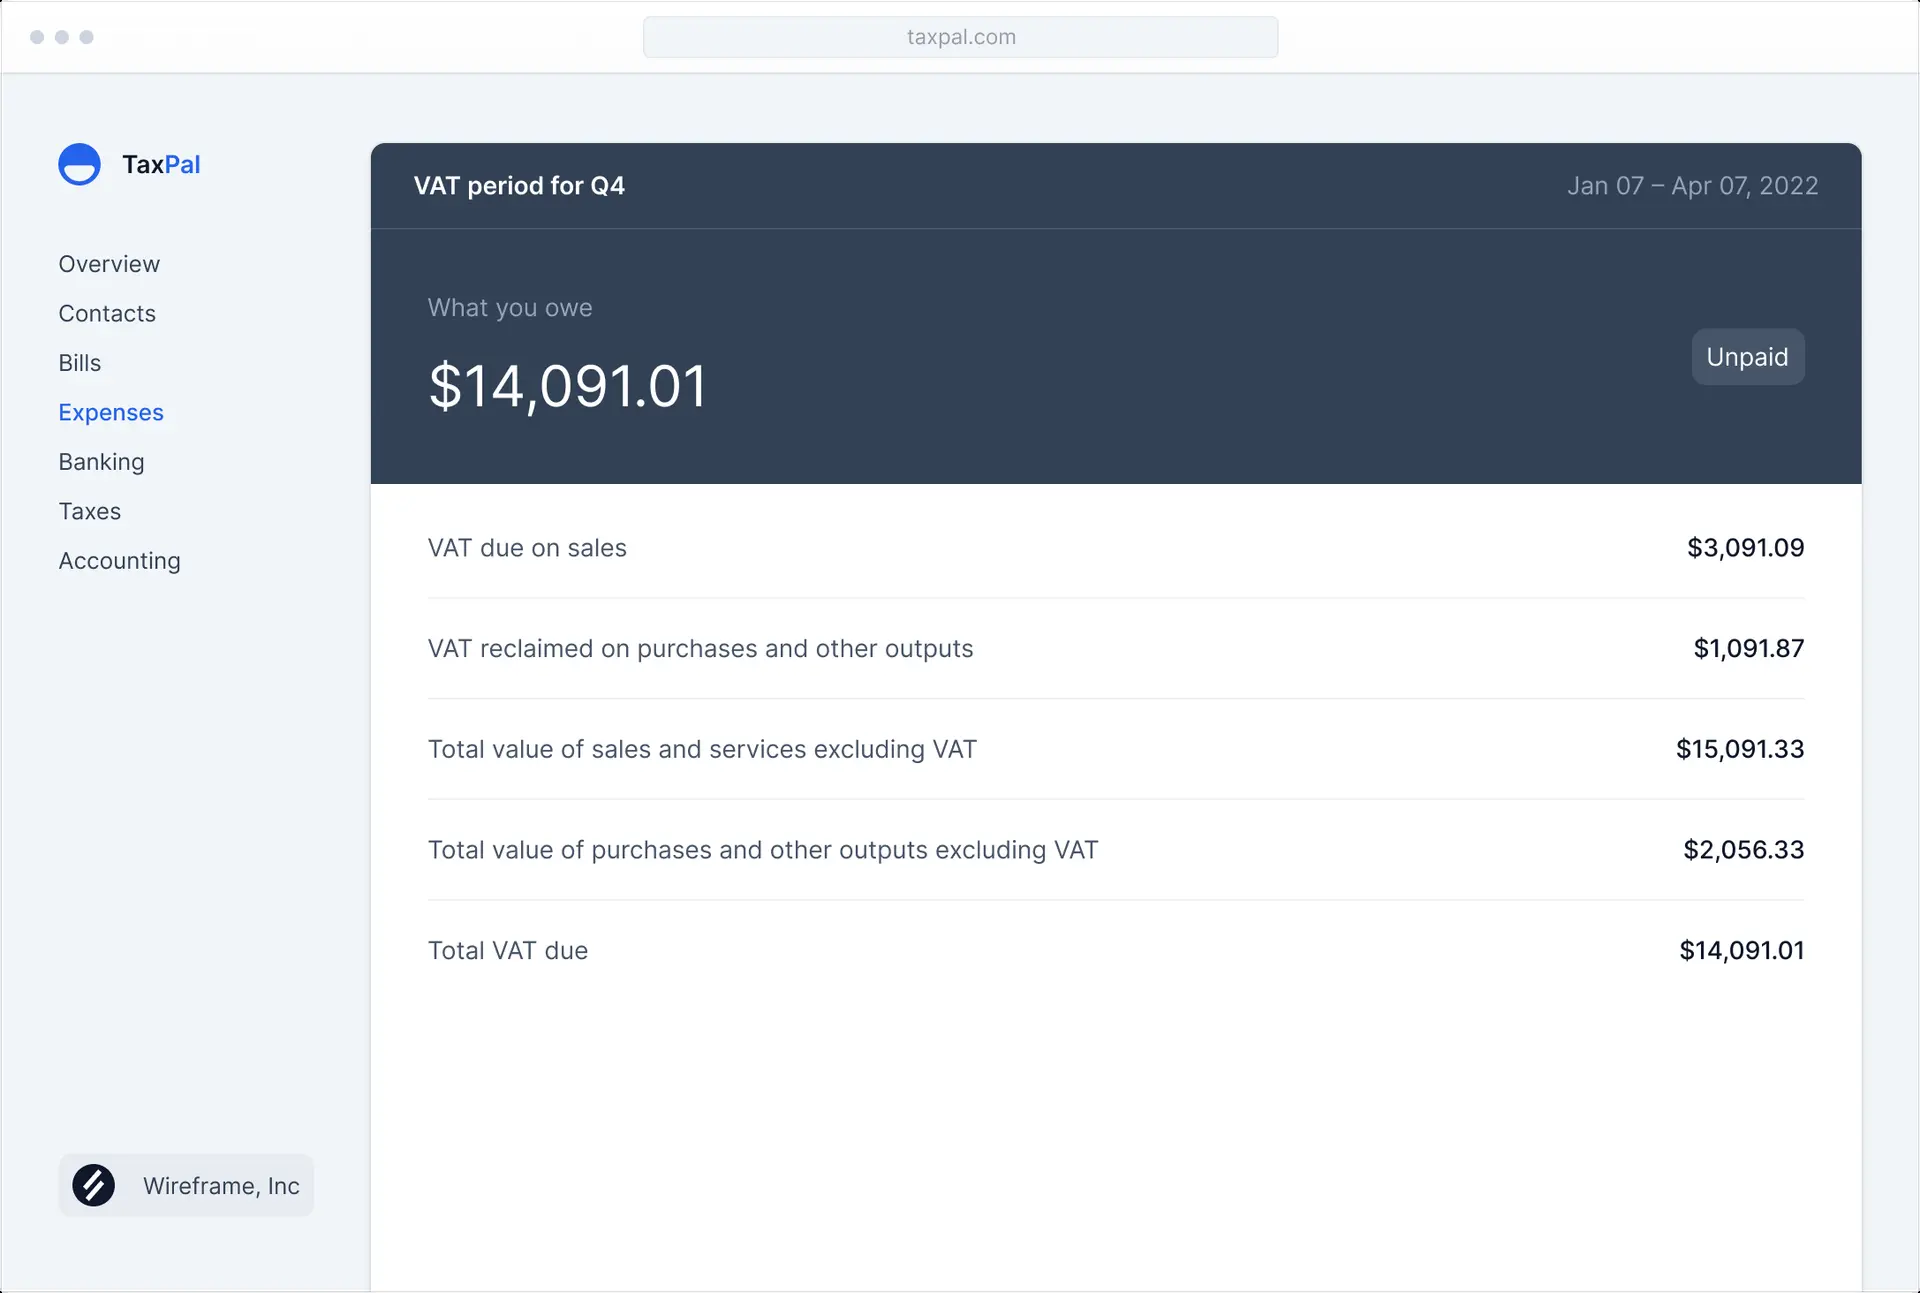 taxpal.com
TaxPal
Overview
Contacts
Bills
Expenses
Banking
Taxes
Accounting
Wireframe, Inc
VAT period for Q4 Jan 07 – Apr 07, 2022
What you owe
$14,091.01
Unpaid
VAT due on sales $3,091.09
VAT reclaimed on purchases and other outputs $1,091.87
Total value of sales and services excluding VAT $15,091.33
Total value of purchases and other outputs excluding VAT $2,056.33
Total VAT due $14,091.01